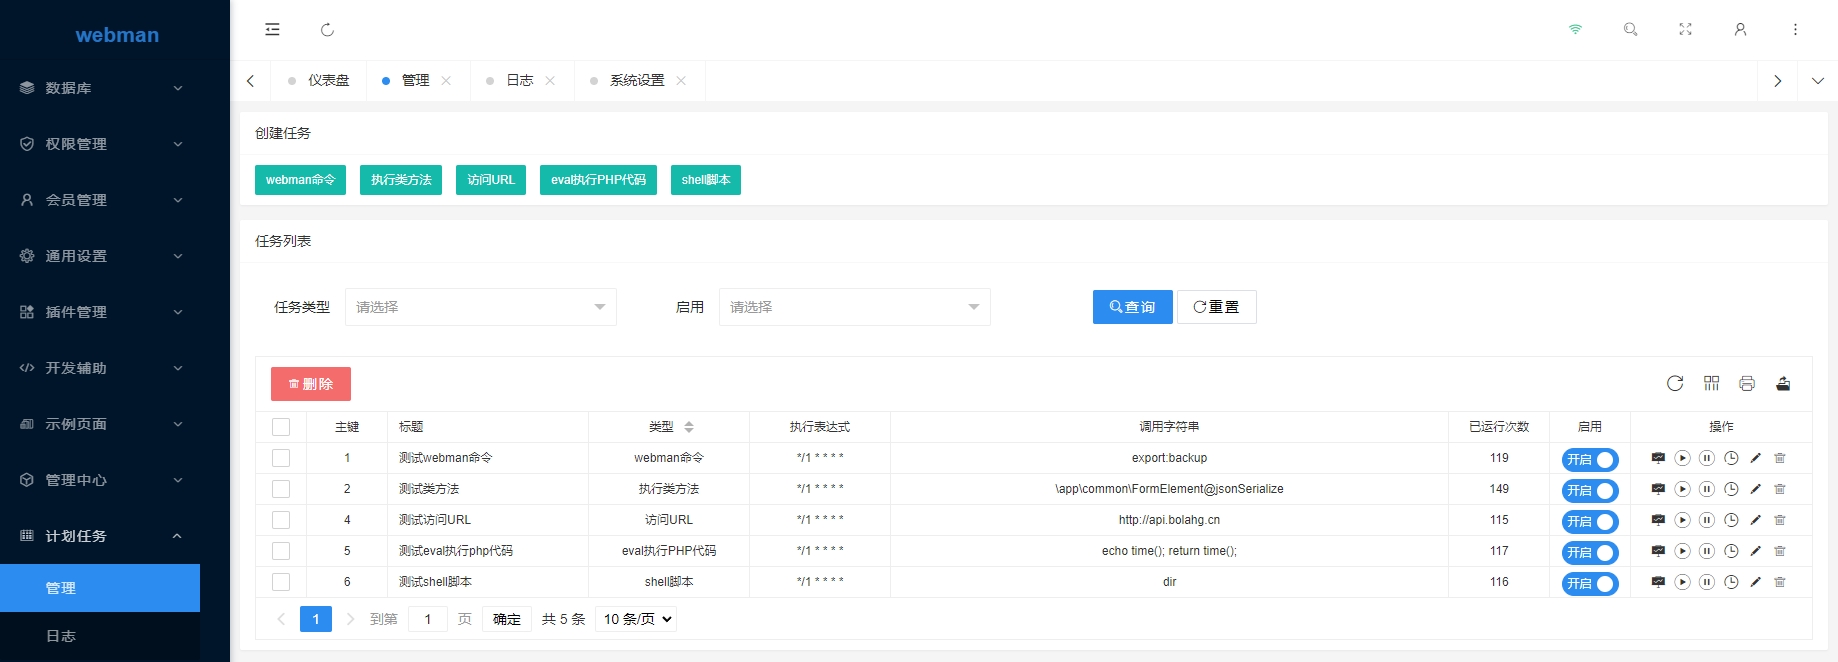 webman
数据库
权限管理
会员管理
通用设置
插件管理
开发辅助
示例页面
管理中心
计划任务
管理
日志
仪表盘 管理 日志 系统设置
创建任务
webman命令 执行类方法 访问URL eval执行PHP代码 shell脚本
任务列表
任务类型 请选择 启用 请选择 查询 重置
删除
主键 标题 类型 执行表达式 调用字符串 已运行次数 启用 操作
1 测试webman命令 webman命令 */1 * * * * export:backup 119 开启
2 测试类方法 执行类方法 */1 * * * * \app\common\FormElement@jsonSerialize 149 开启
4 测试访问URL 访问URL */1 * * * * http://api.bolahg.cn 115 开启
5 测试eval执行php代码 eval执行PHP代码 */1 * * * * echo time(); return time(); 117 开启
6 测试shell脚本 shell脚本 */1 * * * * dir 116 开启
1 到第 1 页 确定 共 5 条 10 条/页